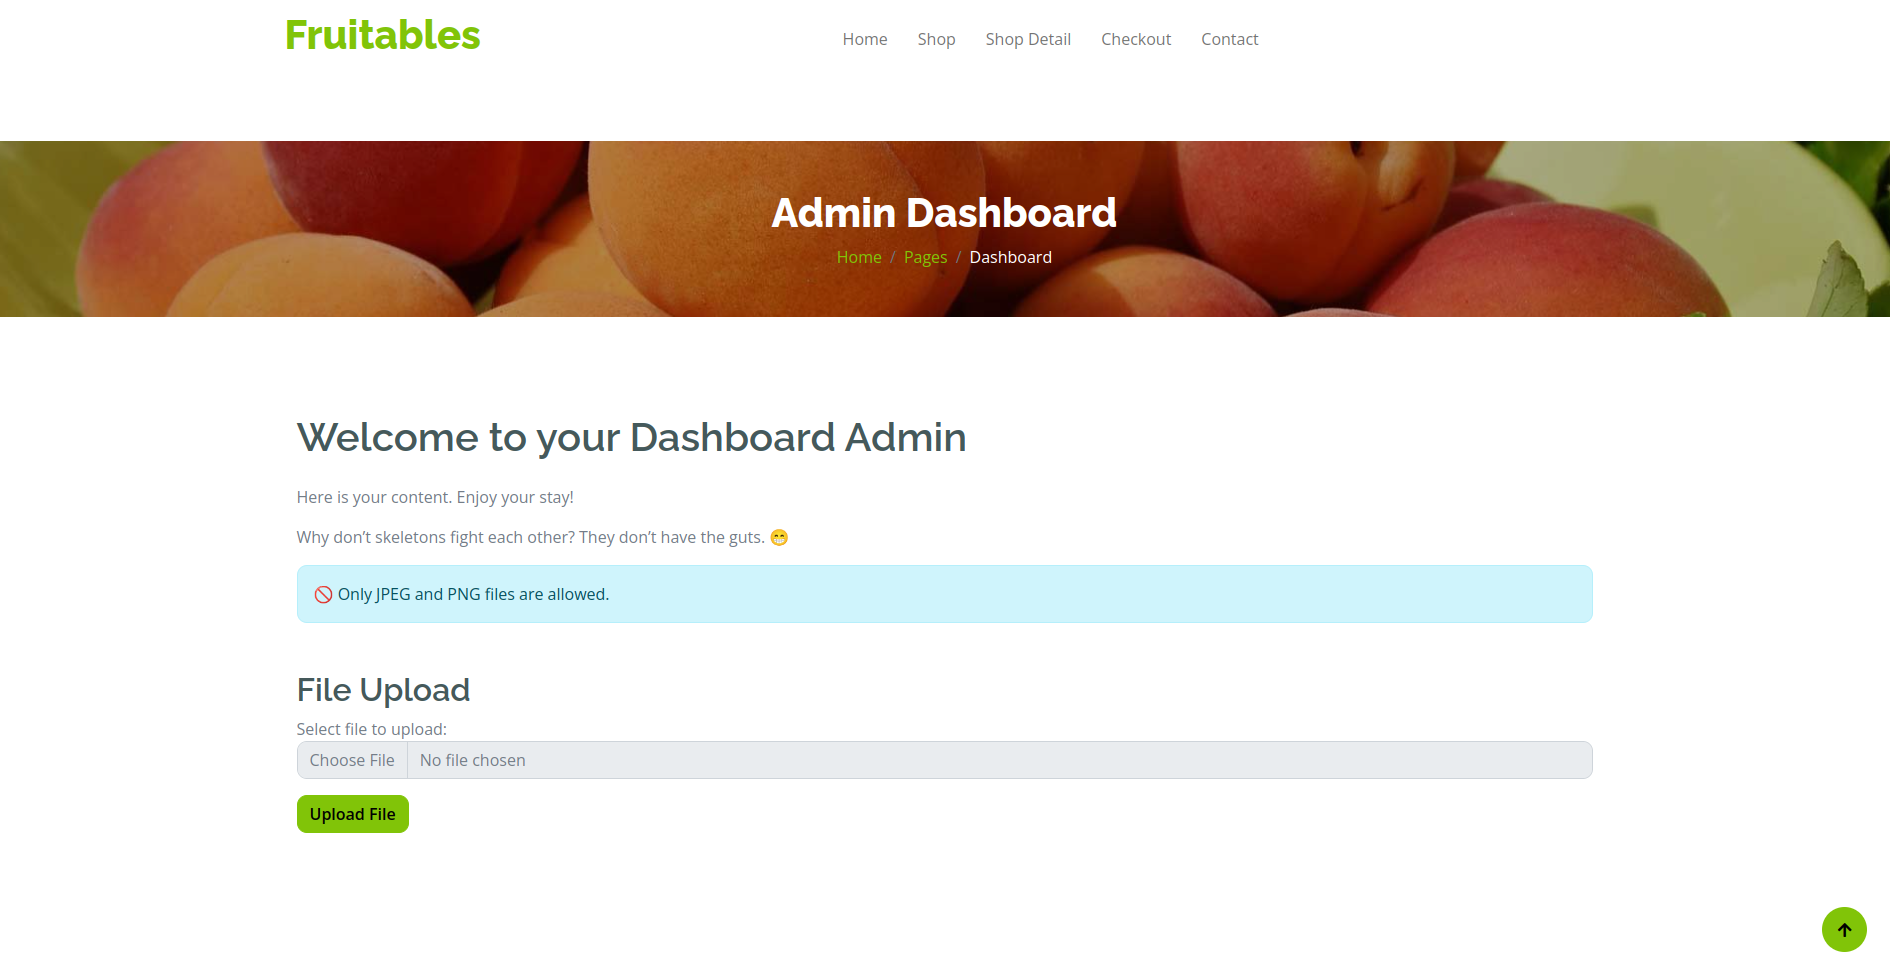 Fruitables
Home Shop Shop Detail Checkout Contact
Admin Dashboard
Home / Pages / Dashboard
Welcome to your Dashboard Admin
Here is your content. Enjoy your stay!
Why don’t skeletons fight each other? They don’t have the guts. 😁
🚫 Only JPEG and PNG files are allowed.
File Upload
Select file to upload:
Choose File No file chosen
Upload File